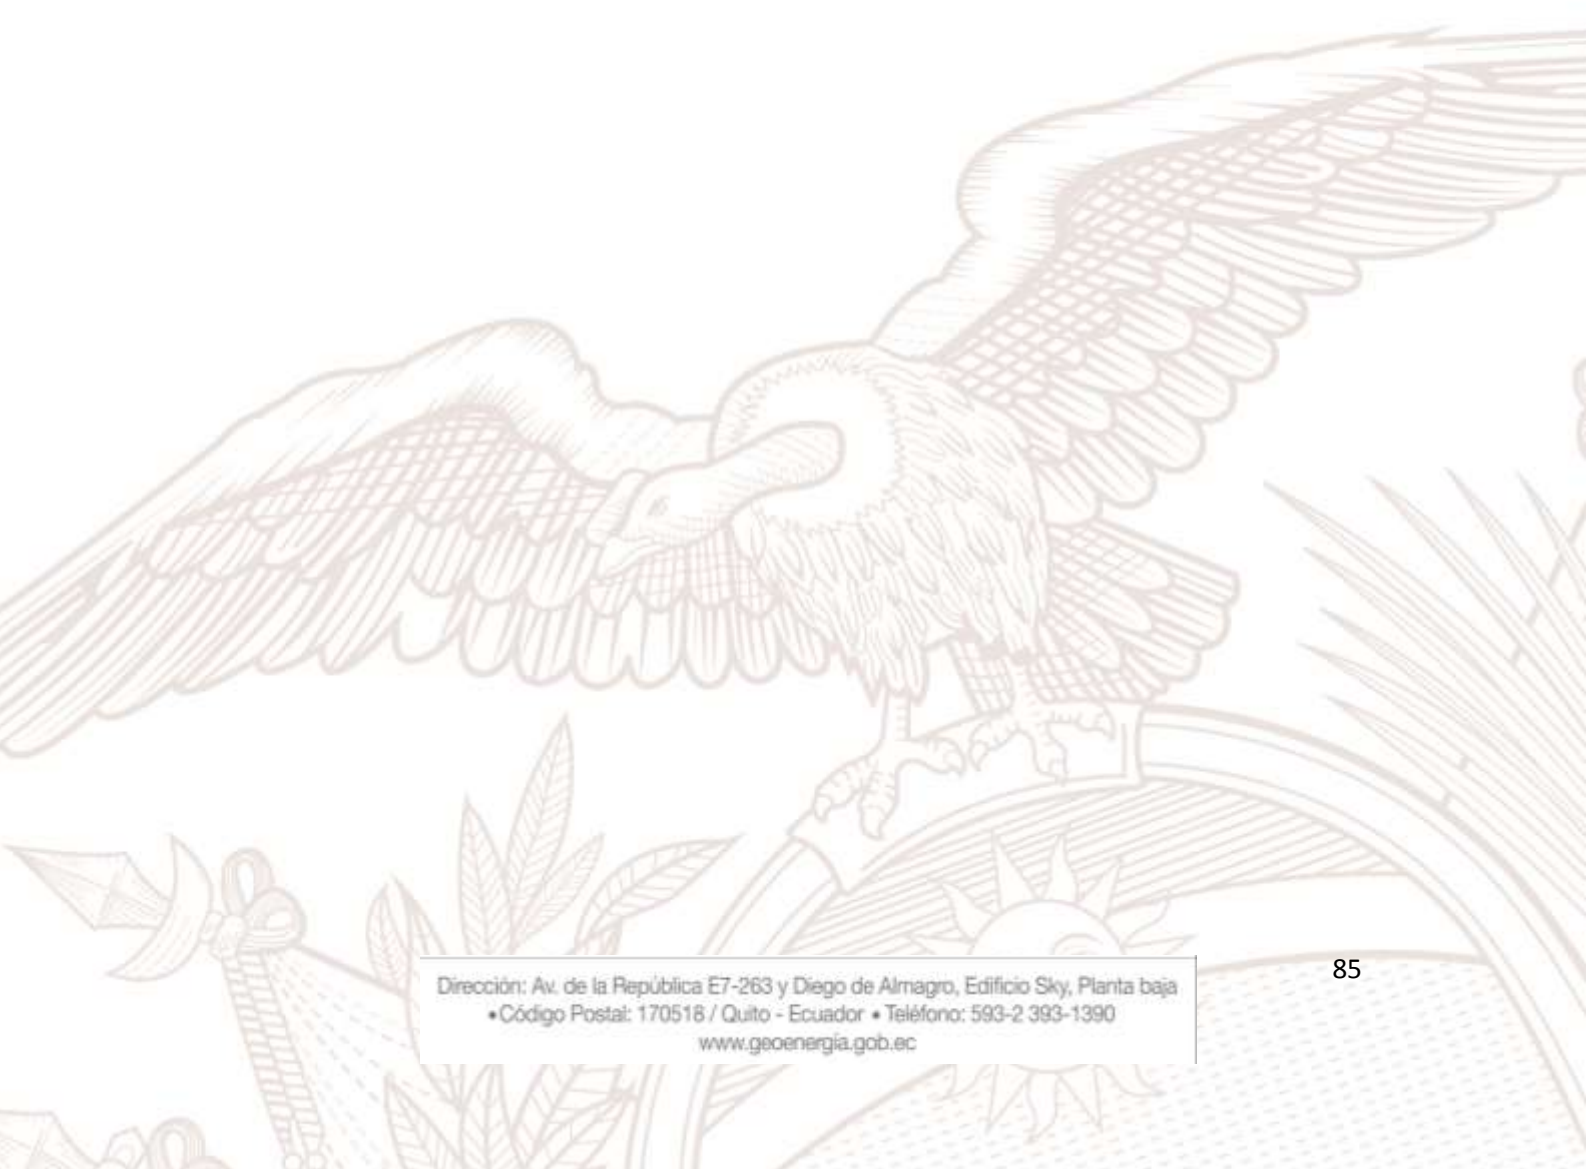 Dirección: Av. de la República E7-263 y Diego de Almagro, Edificio Sky, Planta baja
•Código Postal: 170518 / Quito - Ecuador • Teléfono: 593-2 393-1390
www.geoenergía.gob.ec
85